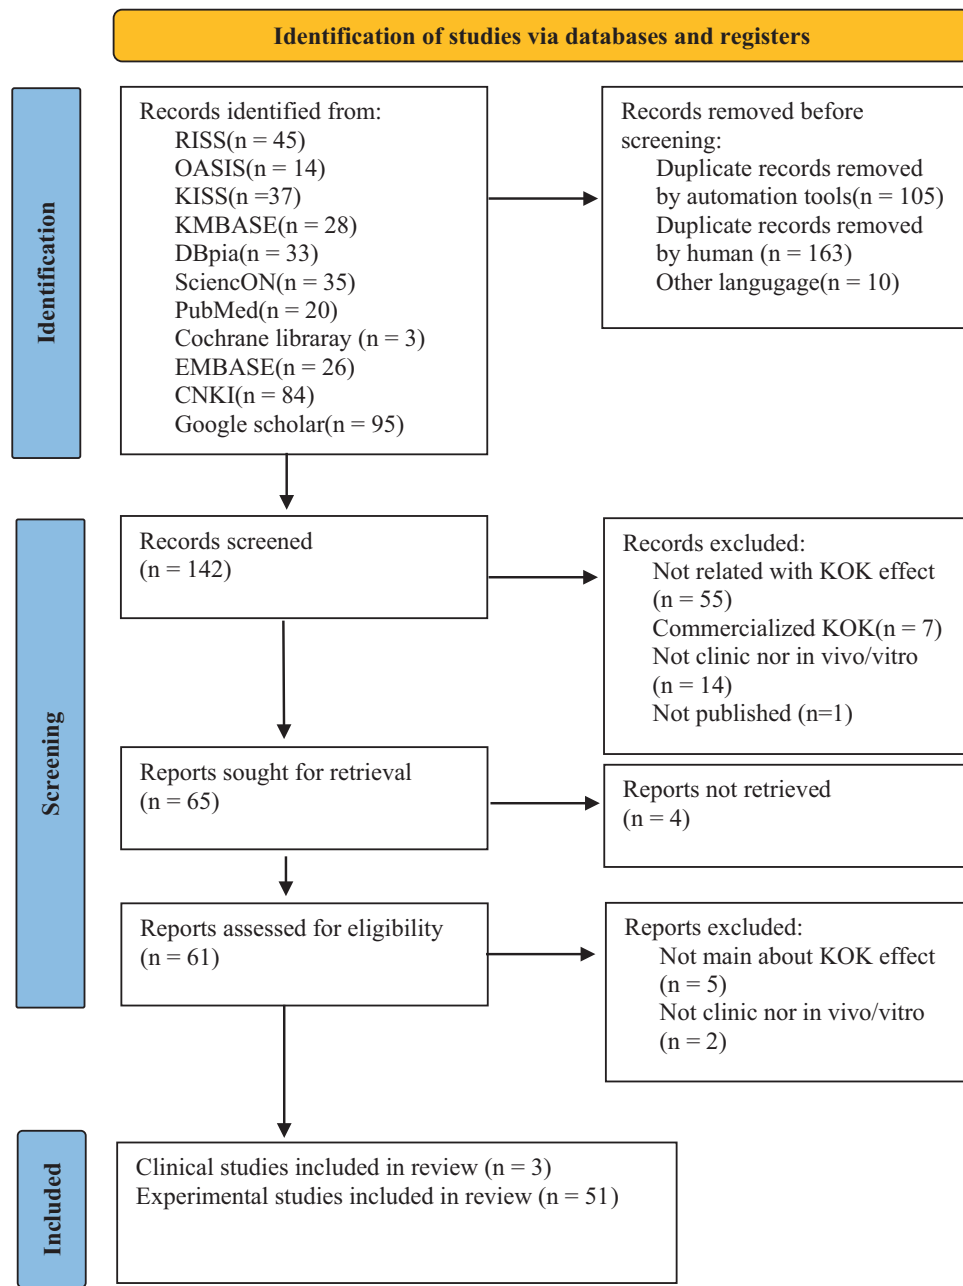 Identification of studies via databases and registers
Identification
Records identified from:
RISS(n = 45)
OASIS(n = 14)
KISS(n =37)
KMBASE(n = 28)
DBpia(n = 33)
SciencON(n = 35)
PubMed(n = 20)
Cochrane libraray (n = 3)
EMBASE(n = 26)
CNKI(n = 84)
Google scholar(n = 95)
Records removed before
screening:
Duplicate records removed
by automation tools(n = 105)
Duplicate records removed
by human (n = 163)
Other langugage(n = 10)
Screening
Records screened
(n = 142)
Records excluded:
Not related with KOK effect
(n = 55)
Commercialized KOK(n = 7)
Not clinic nor in vivo/vitro
(n = 14)
Not published (n=1)
Reports sought for retrieval
(n = 65)
Reports not retrieved
(n = 4)
Reports assessed for eligibility
(n = 61)
Reports excluded:
Not main about KOK effect
(n = 5)
Not clinic nor in vivo/vitro
(n = 2)
Included
Clinical studies included in review (n = 3)
Experimental studies included in review (n = 51)